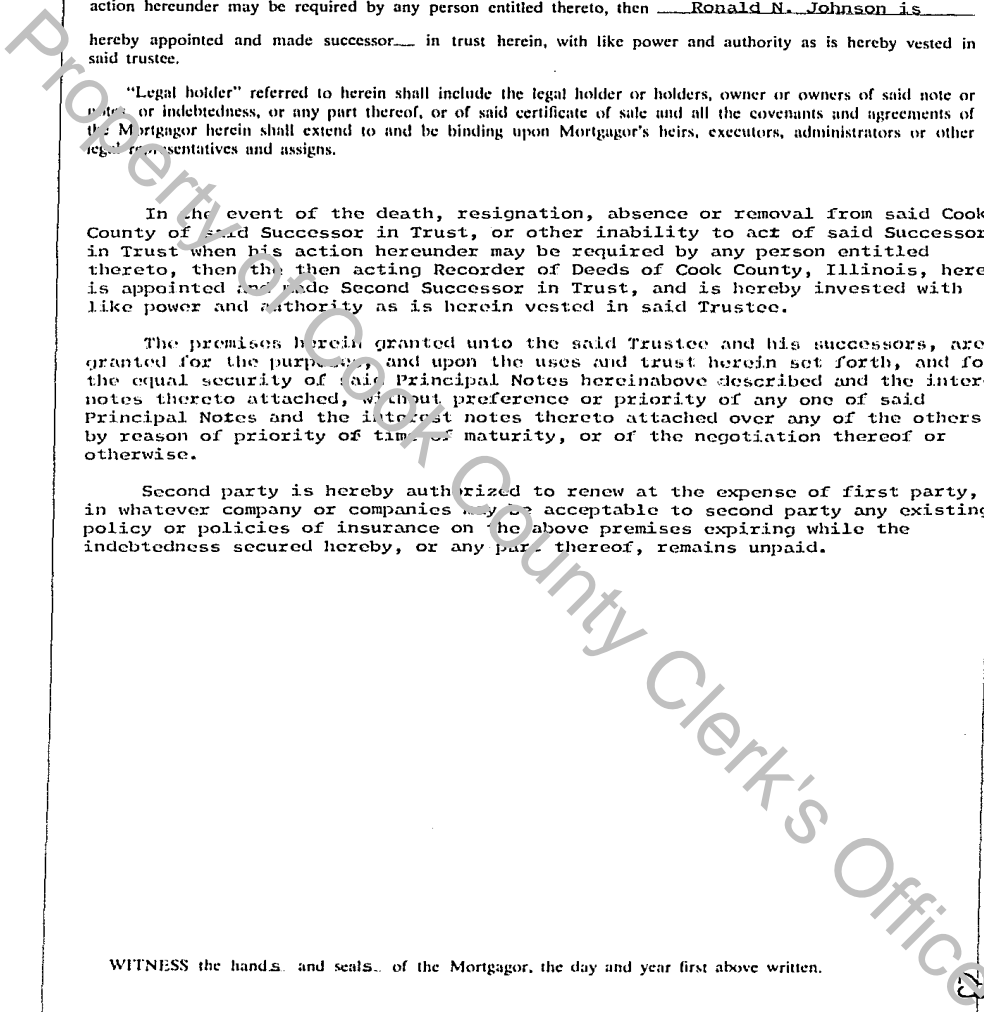 action hereunder may be required by any person entitled thereto, then Ronald N. Johnson is
hereby appointed and made successor in trust herein, with like power and authority as is hereby vested in
said trustee.
"Legal holder" referred to herein shall include the legal holder or holders, owner or owners of said note or
notes, or indebtedness, or any part thereof, or of said certificate of sale and all the covenants and agreements of
the Mortgagor herein shall extend to and be binding upon Mortgagor's heirs, executors, administrators or other
legal representatives and assigns.
In the event of the death, resignation, absence or removal from said Cook
County of said Successor in Trust, or other inability to act of said Successor
in Trust when his action hereunder may be required by any person entitled
thereto, then the then acting Recorder of Deeds of Cook County, Illinois, here
is appointed and made Second Successor in Trust, and is hereby invested with
like power and authority as is herein vested in said Trustee.
The premises herein granted unto the said Trustee and his successors, are
granted for the purposes, and upon the uses and trust herein set forth, and fo
the equal security of said Principal Notes hereinabove described and the inter
notes thereto attached, without preference or priority of any one of said
Principal Notes and the interest notes thereto attached over any of the others
by reason of priority of time of maturity, or of the negotiation thereof or
otherwise.
Second party is hereby authorized to renew at the expense of first party,
in whatever company or companies may be acceptable to second party any existing
policy or policies of insurance on the above premises expiring while the
indebtedness secured hereby, or any part thereof, remains unpaid.
WITNESS the hands and seals of the Mortgagor, the day and year first above written.
Property of Cook County Clerk's Office